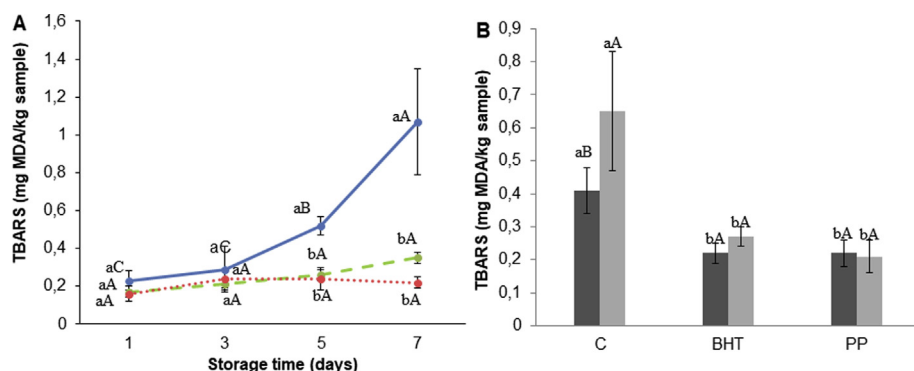 A
TBARS (mg MDA/kg sample)
1,6
1,4
1,2
1
0,8
0,6
0,4
0,2
0
aC
aA
aA
aC
aA
aA
aB
bA
bA
aA
bA
bA
1
3
5
7
Storage time (days)
B
TBARS (mg MDA/kg sample)
0,9
0,8
0,7
0,6
0,5
0,4
0,3
0,2
0,1
0
aB
aA
bA
bA
bA
bA
C
BHT
PP